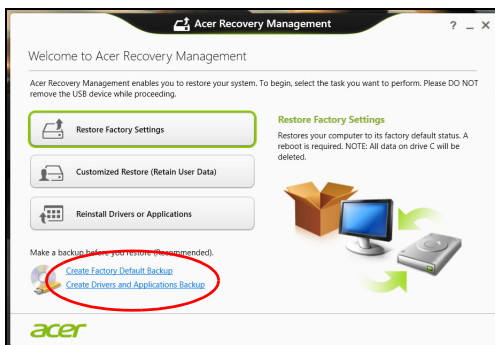 Acer Recovery Management
Welcome to Acer Recovery Management
Acer Recovery Management enables you to restore your system. To begin, select the task you want to perform. Please DO NOT
remove the USB device while proceeding.
Restore Factory Settings
Customized Restore (Retain User Data)
Reinstall Drivers or Applications
Restore Factory Settings
Restores your computer to its factory default status. A
reboot is required. NOTE: All data on drive C will be
deleted.
Make a backup before you restore (Recommended).
Create Factory Default Backup
Create Drivers and Applications Backup
acer